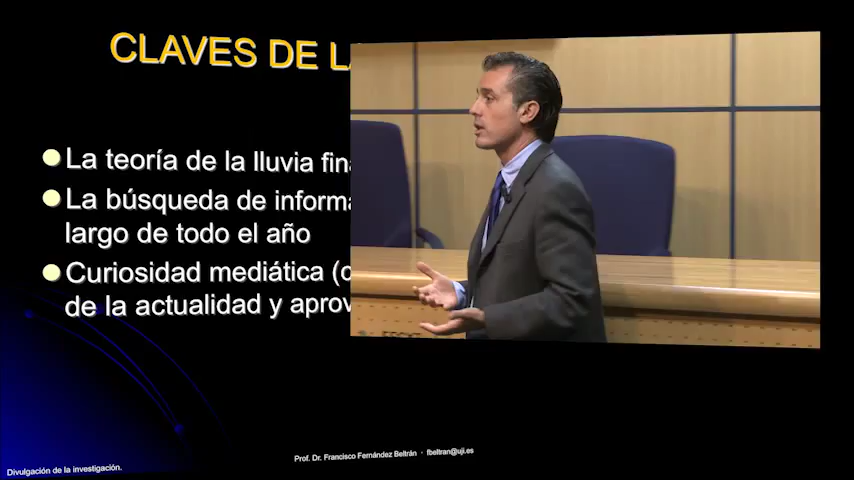 CLAVES DE LA
La teoría de la lluvia fina
La búsqueda de informa
largo de todo el año
Curiosidad mediática (c
de la actualidad y aprov
Prof. Dr. Francisco Fernández Beltrán · fbeltran@uji.es
Divulgación de la investigación.